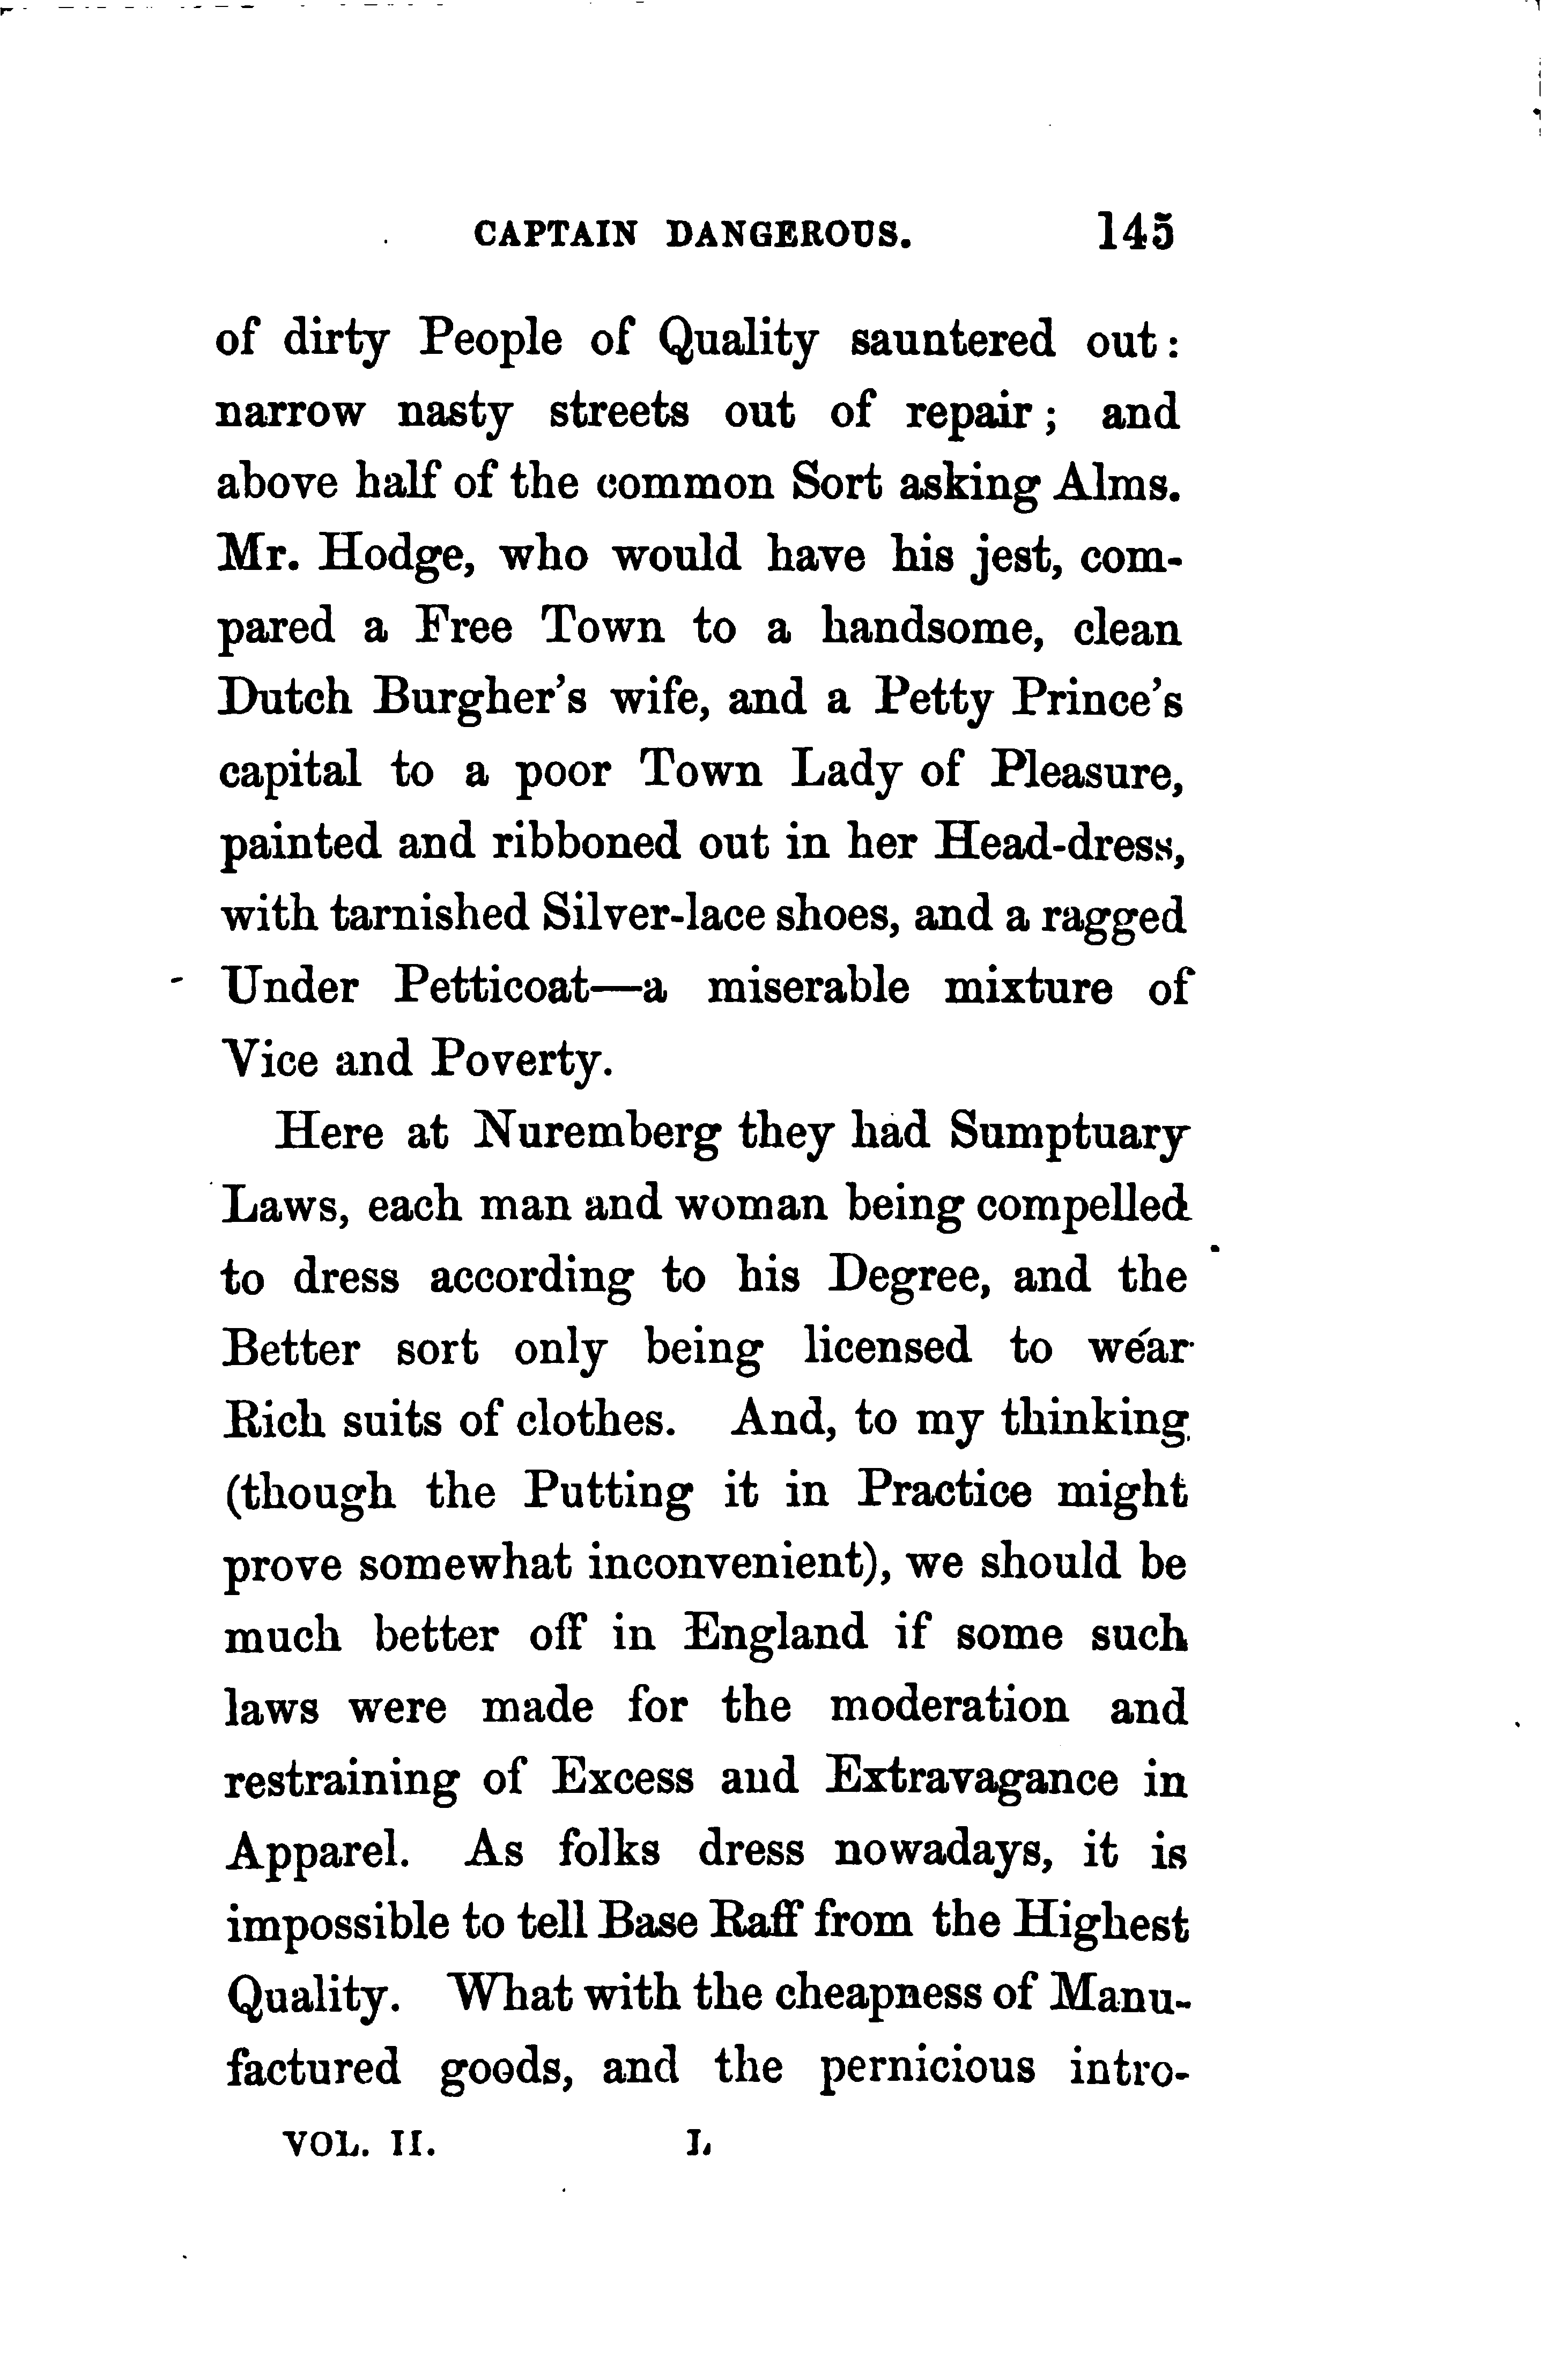 CAPTAIN DANGEROUS. 145
of dirty People of Quality sauntered out:
narrow nasty streets out of repair; and
above half of the common Sort asking Alms.
Mr. Hodge, who would have his jest, com-
pared a Free Town to a handsome, clean
Dutch Burgher's wife, and a Petty Prince's
capital to a poor Town Lady of Pleasure,
painted and ribboned out in her Head-dress,
with tarnished Silver-lace shoes, and a ragged
Under Petticoat—a miserable mixture of
Vice and Poverty.
Here at Nuremberg they had Sumptuary
Laws, each man and woman being compelled
to dress according to his Degree, and the
Better sort only being licensed to wear
Rich suits of clothes. And, to my thinking
(though the Putting it in Practice might
prove somewhat inconvenient), we should be
much better off in England if some such
laws were made for the moderation and
restraining of Excess and Extravagance in
Apparel. As folks dress nowadays, it is
impossible to tell Base Raff from the Highest
Quality. What with the cheapness of Manu-
factured goods, and the pernicious intro-
VOL. II. L